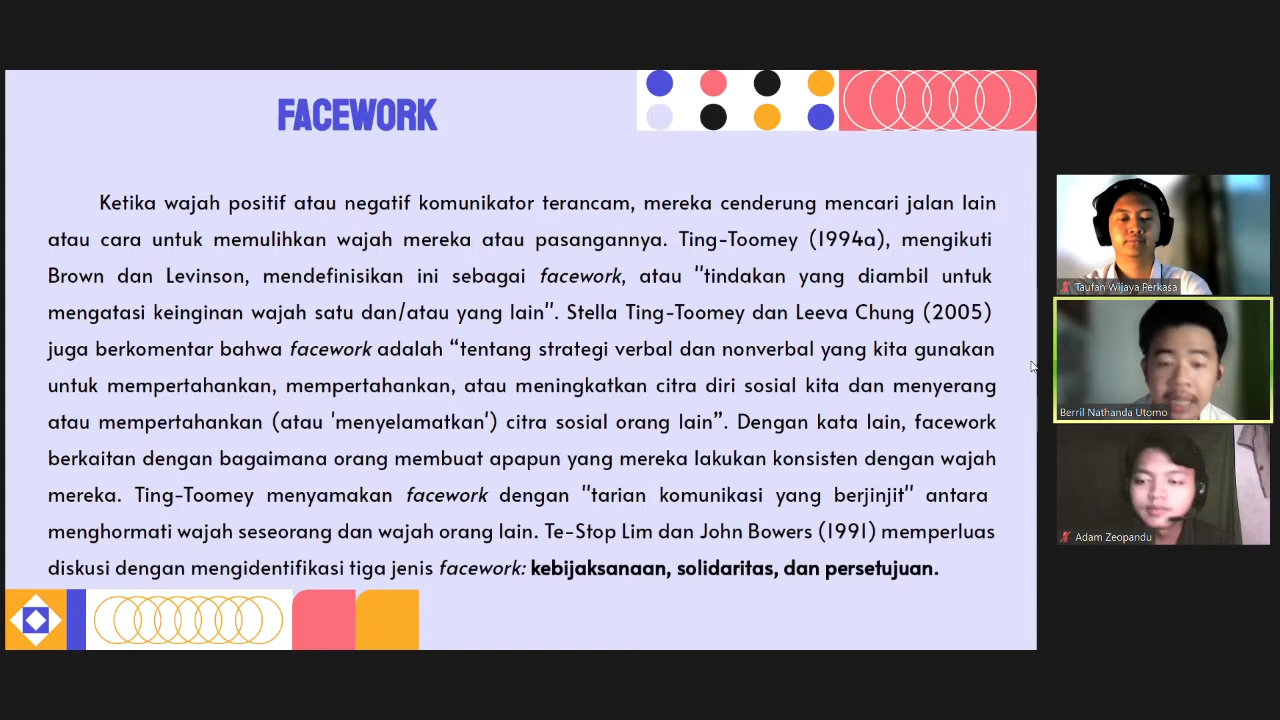 FACEWORK
Ketika wajah positif atau negatif komunikator terancam, mereka cenderung mencari jalan lain
atau cara untuk memulihkan wajah mereka atau pasangannya. Ting-Toomey (1994a), mengikuti
Brown dan Levinson, mendefinisikan ini sebagai facework, atau "tindakan yang diambil untuk
mengatasi keinginan wajah satu dan/atau yang lain". Stella Ting-Toomey dan Leeva Chung (2005)
juga berkomentar bahwa facework adalah “tentang strategi verbal dan nonverbal yang kita gunakan
untuk mempertahankan, mempertahankan, atau meningkatkan citra diri sosial kita dan menyerang
atau mempertahankan (atau 'menyelamatkan') citra sosial orang lain”. Dengan kata lain, facework
berkaitan dengan bagaimana orang membuat apapun yang mereka lakukan konsisten dengan wajah
mereka. Ting-Toomey menyamakan facework dengan "tarian komunikasi yang berjinjit" antara
menghormati wajah seseorang dan wajah orang lain. Te-Stop Lim dan John Bowers (1991) memperluas
diskusi dengan mengidentifikasi tiga jenis facework: kebijaksanaan, solidaritas, dan persetujuan.
Taufan Wijaya Perkasa
Berril Nathanda Utomo
Adam Zeopandu